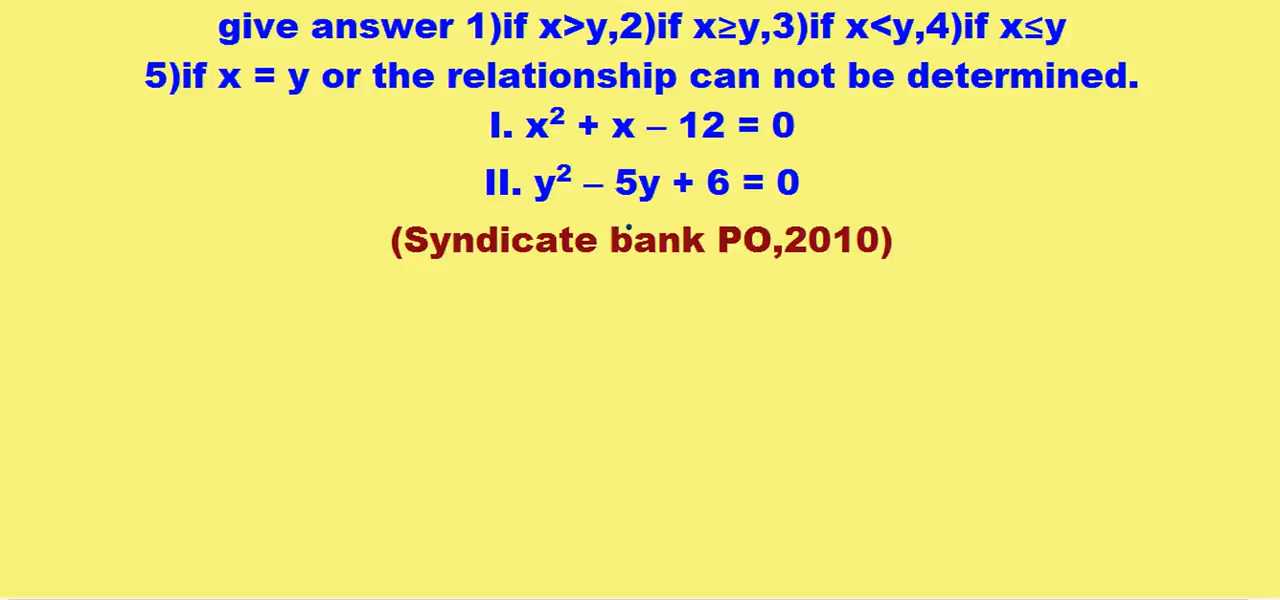 give answer 1)if x>y,2)if x≥y,3)if x<y,4)if x≤y
5)if x = y or the relationship can not be determined.
I. x² + x – 12 = 0
II. y² – 5y + 6 = 0
(Syndicate bank PO,2010)